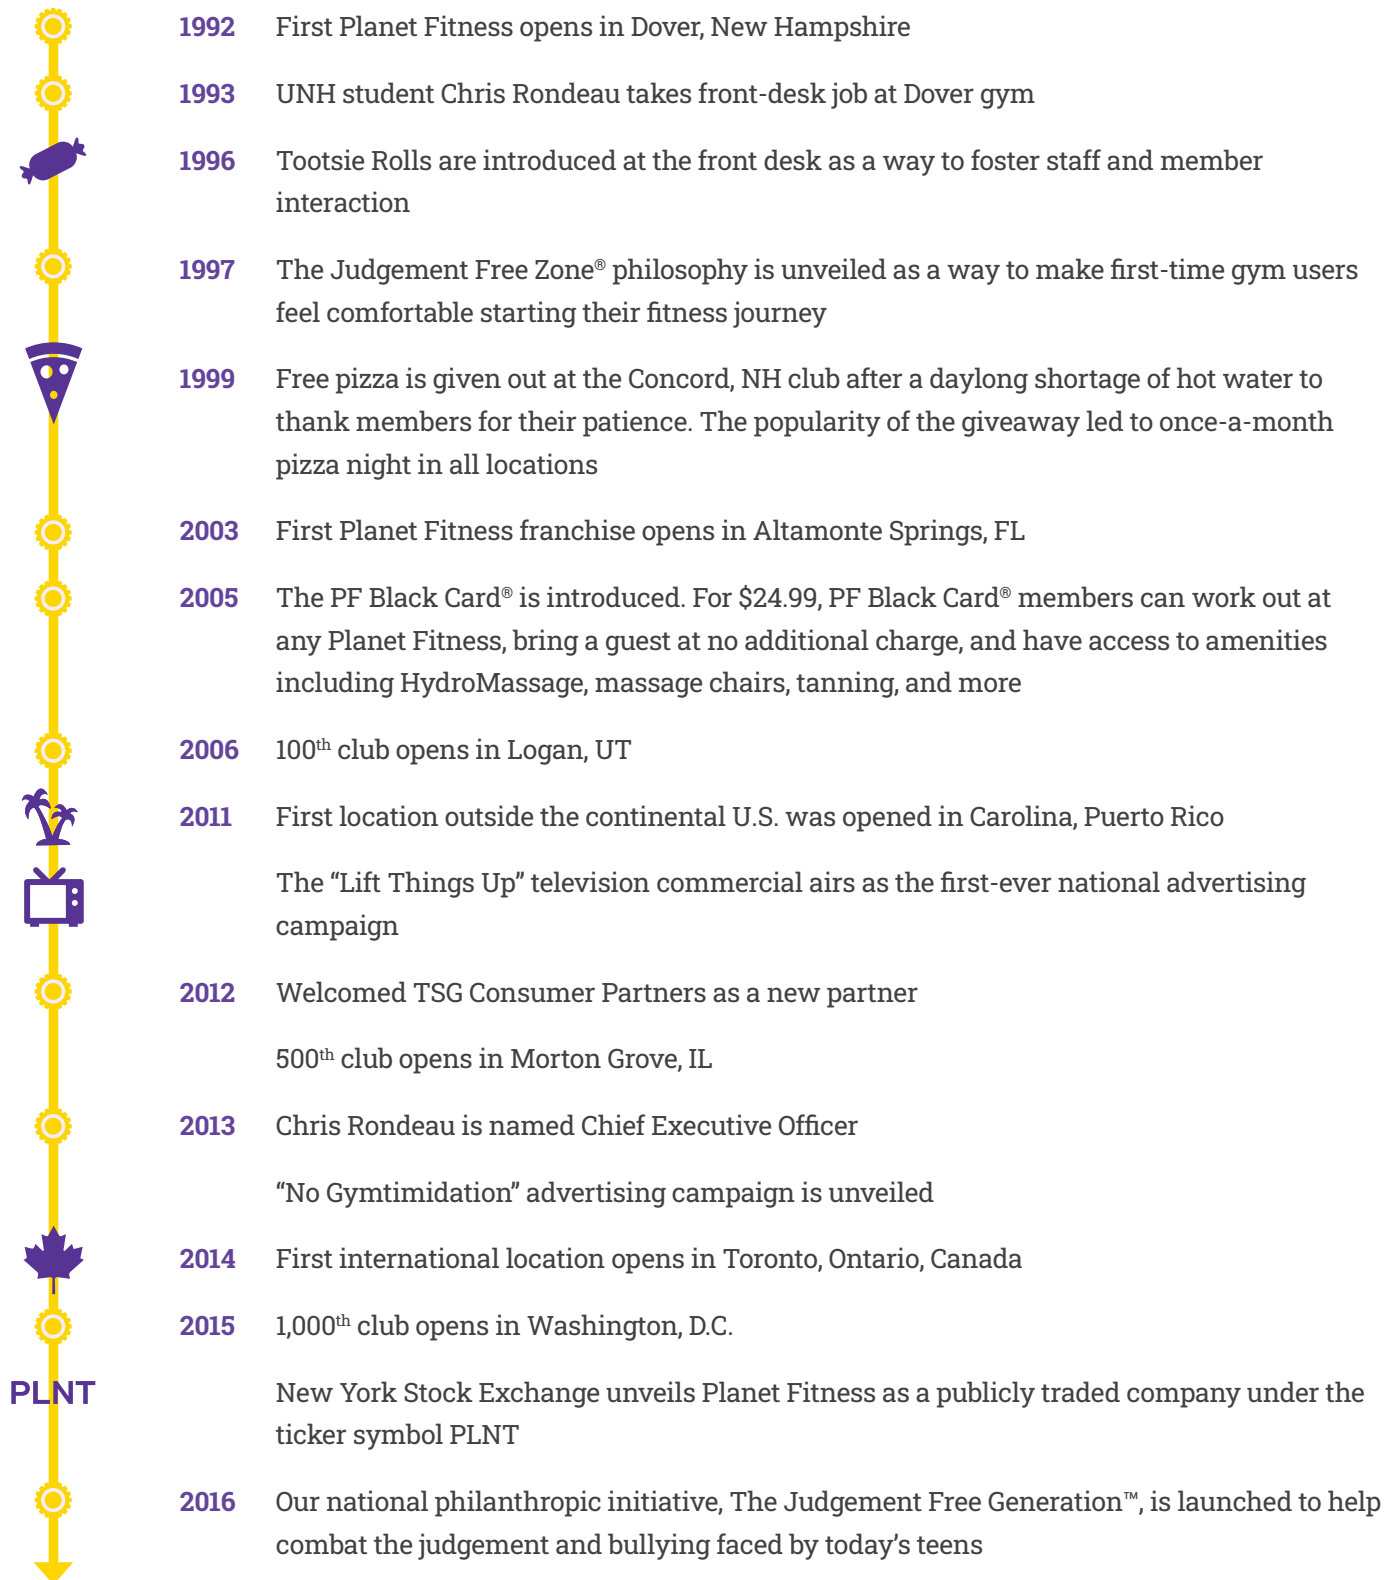 1992 First Planet Fitness opens in Dover, New Hampshire
1993 UNH student Chris Rondeau takes front-desk job at Dover gym
1996 Tootsie Rolls are introduced at the front desk as a way to foster staff and member
interaction
1997 The Judgement Free Zone® philosophy is unveiled as a way to make first-time gym users
feel comfortable starting their fitness journey
1999 Free pizza is given out at the Concord, NH club after a daylong shortage of hot water to
thank members for their patience. The popularity of the giveaway led to once-a-month
pizza night in all locations
2003 First Planet Fitness franchise opens in Altamonte Springs, FL
2005 The PF Black Card® is introduced. For $24.99, PF Black Card® members can work out at
any Planet Fitness, bring a guest at no additional charge, and have access to amenities
including HydroMassage, massage chairs, tanning, and more
2006 100th club opens in Logan, UT
2011 First location outside the continental U.S. was opened in Carolina, Puerto Rico
The “Lift Things Up” television commercial airs as the first-ever national advertising
campaign
2012 Welcomed TSG Consumer Partners as a new partner
500th club opens in Morton Grove, IL
2013 Chris Rondeau is named Chief Executive Officer
“No Gymtimidation” advertising campaign is unveiled
2014 First international location opens in Toronto, Ontario, Canada
2015 1,000th club opens in Washington, D.C.
PLNT New York Stock Exchange unveils Planet Fitness as a publicly traded company under the
ticker symbol PLNT
2016 Our national philanthropic initiative, The Judgement Free Generation™, is launched to help
combat the judgement and bullying faced by today’s teens